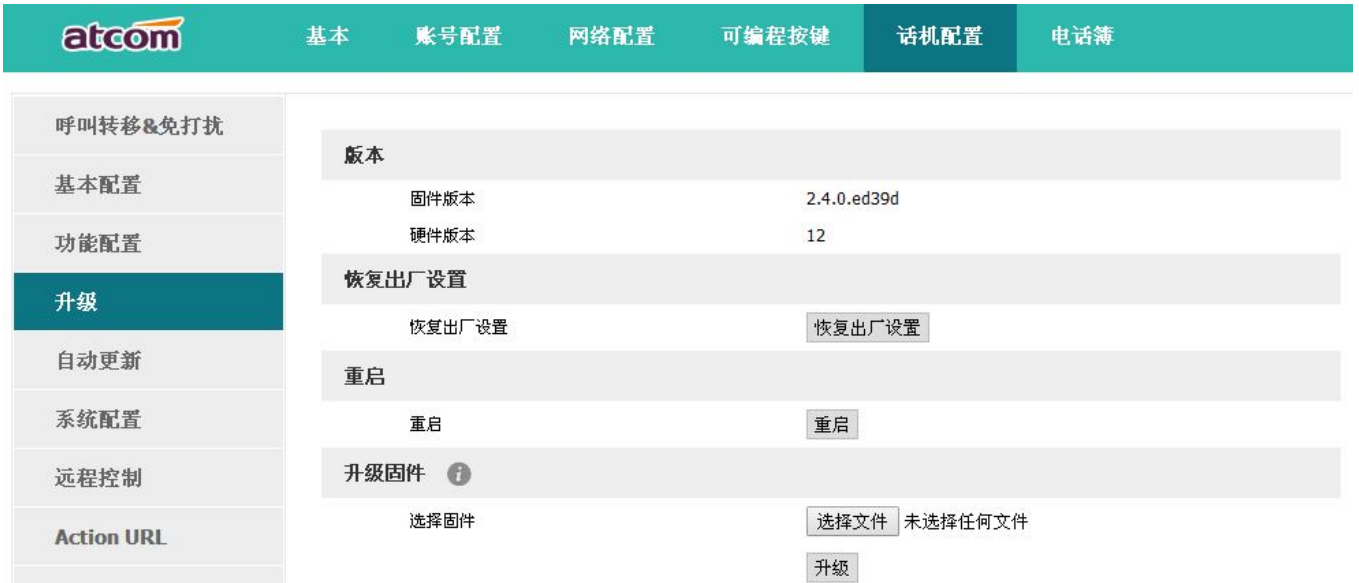 atcom 基本 账号配置 网络配置 可编程按键 话机配置 电话簿
呼叫转移&免打扰
基本配置
功能配置
升级
自动更新
系统配置
远程控制
Action URL
版本
固件版本 2.4.0.ed39d
硬件版本 12
恢复出厂设置
恢复出厂设置 恢复出厂设置
重启
重启 重启
升级固件 i
选择固件 选择文件 未选择任何文件
升级